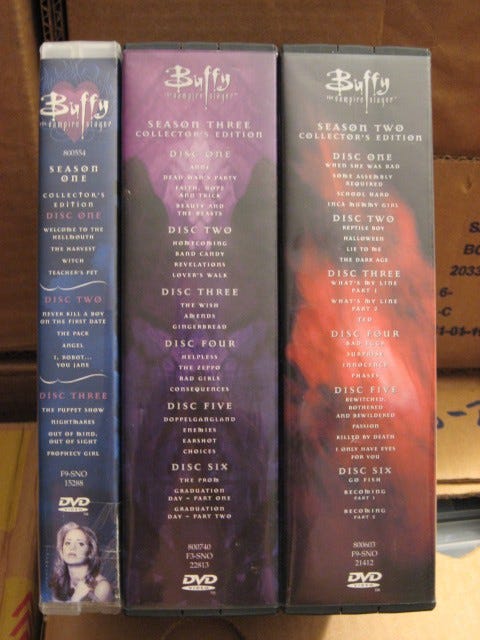 Buffy
the vampire slayer
800554
SEASON
ONE
COLLECTOR'S
EDITION
DISC ONE
WELCOME TO THE
HELLMOUTH
THE HARVEST
WITCH
TEACHER'S PET
DISC TWO
NEVER KILL A BOY
ON THE FIRST DATE
THE PACK
ANGEL
I, ROBOT...
YOU JANE
DISC THREE
THE PUPPET SHOW
NIGHTMARES
OUT OF MIND,
OUT OF SIGHT
PROPHECY GIRL
F9-SNO
15288
DVD
VIDEO
Buffy
the vampire slayer
SEASON THREE
COLLECTOR'S EDITION
DISC ONE
ANNE
DEAD MAN'S PARTY
FAITH, HOPE
AND TRICK
BEAUTY AND
THE BEASTS
DISC TWO
HOMECOMING
BAND CANDY
REVELATIONS
LOVER'S WALK
DISC THREE
THE WISH
AMENDS
GINGERBREAD
DISC FOUR
HELPLESS
THE ZEPPO
BAD GIRLS
CONSEQUENCES
DISC FIVE
DOPPELGANGLAND
ENEMIES
EARSHOT
CHOICES
DISC SIX
THE PROM
GRADUATION
DAY - PART ONE
GRADUATION
DAY - PART TWO
800740
F3-SNO
22813
DVD
VIDEO
Buffy
the vampire slayer
SEASON TWO
COLLECTOR'S EDITION
DISC ONE
WHEN SHE WAS BAD
SOME ASSEMBLY
REQUIRED
SCHOOL HARD
INCA MUMMY GIRL
DISC TWO
REPTILE BOY
HALLOWEEN
LIE TO ME
THE DARK AGE
DISC THREE
WHAT'S MY LINE
PART 1
WHAT'S MY LINE
PART 2
TED
DISC FOUR
BAD EGGS
SURPRISE
INNOCENCE
PHASES
DISC FIVE
BEWITCHED,
BOTHERED
AND BEWILDERED
PASSION
KILLED BY DEATH
I ONLY HAVE EYES
FOR YOU
DISC SIX
GO FISH
BECOMING
PART 1
BECOMING
PART 2
800603
F9-SNO
21412
DVD
VIDEO
2033